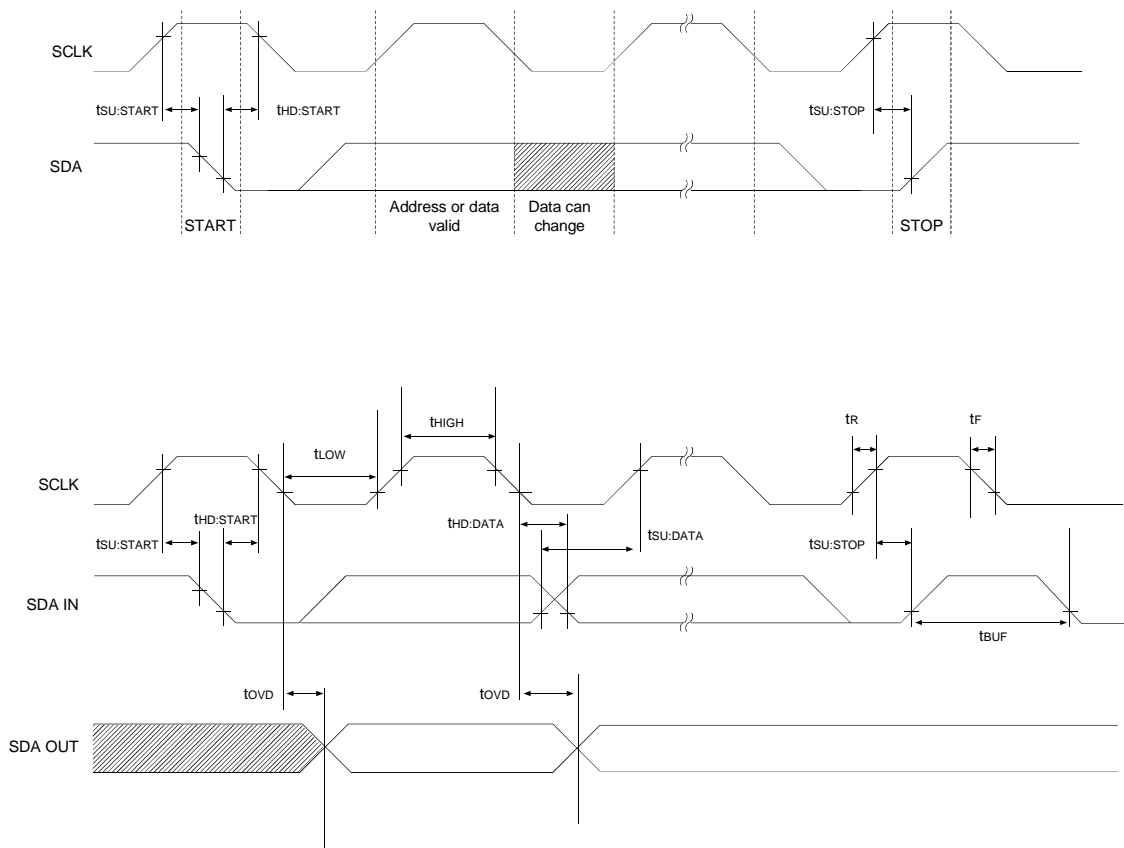 SCLK
tSU:START
tHD:START
tSU:STOP
SDA
Address or data
valid
Data can
change
START
STOP
tHIGH
tR
tF
tLOW
SCLK
tHD:START
tHD:DATA
tSU:START
tSU:DATA
tSU:STOP
SDA IN
tBUF
tOVD
tOVD
SDA OUT